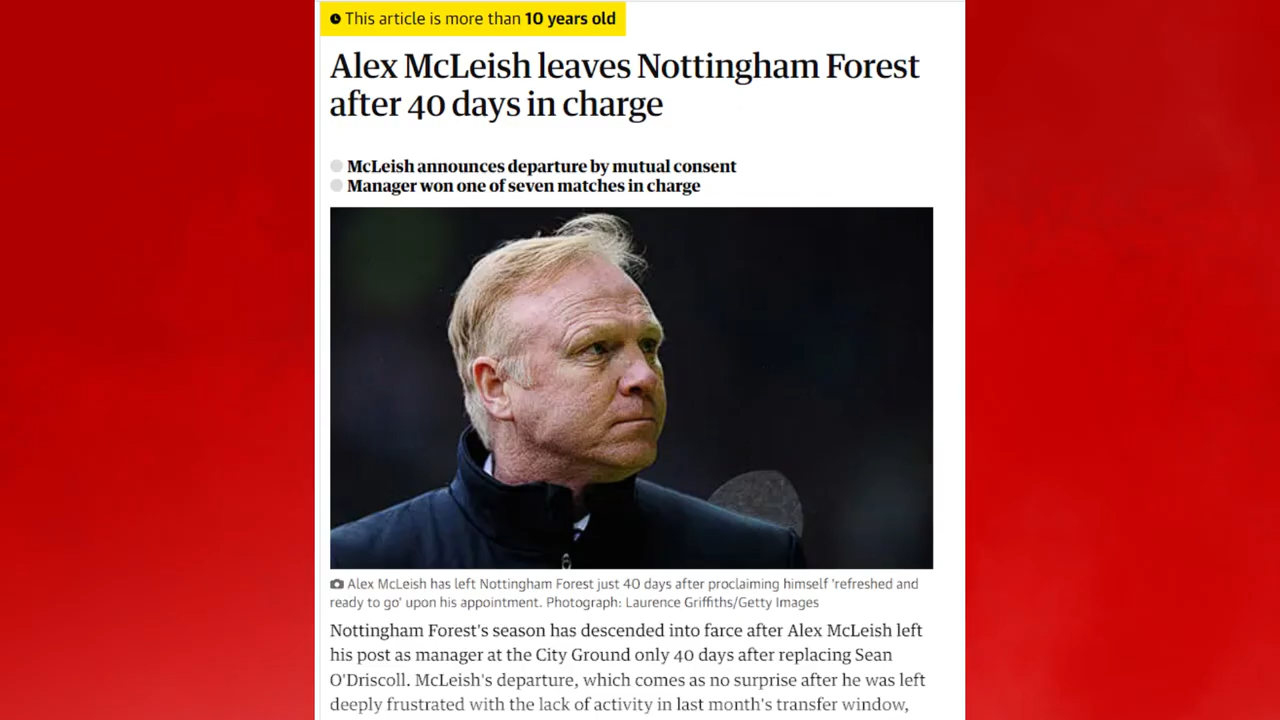 This article is more than 10 years old
Alex McLeish leaves Nottingham Forest
after 40 days in charge
McLeish announces departure by mutual consent
Manager won one of seven matches in charge
Alex McLeish has left Nottingham Forest just 40 days after proclaiming himself 'refreshed and
ready to go' upon his appointment. Photograph: Laurence Griffiths/Getty Images
Nottingham Forest's season has descended into farce after Alex McLeish left
his post as manager at the City Ground only 40 days after replacing Sean
O'Driscoll. McLeish's departure, which comes as no surprise after he was left
deeply frustrated with the lack of activity in last month's transfer window,